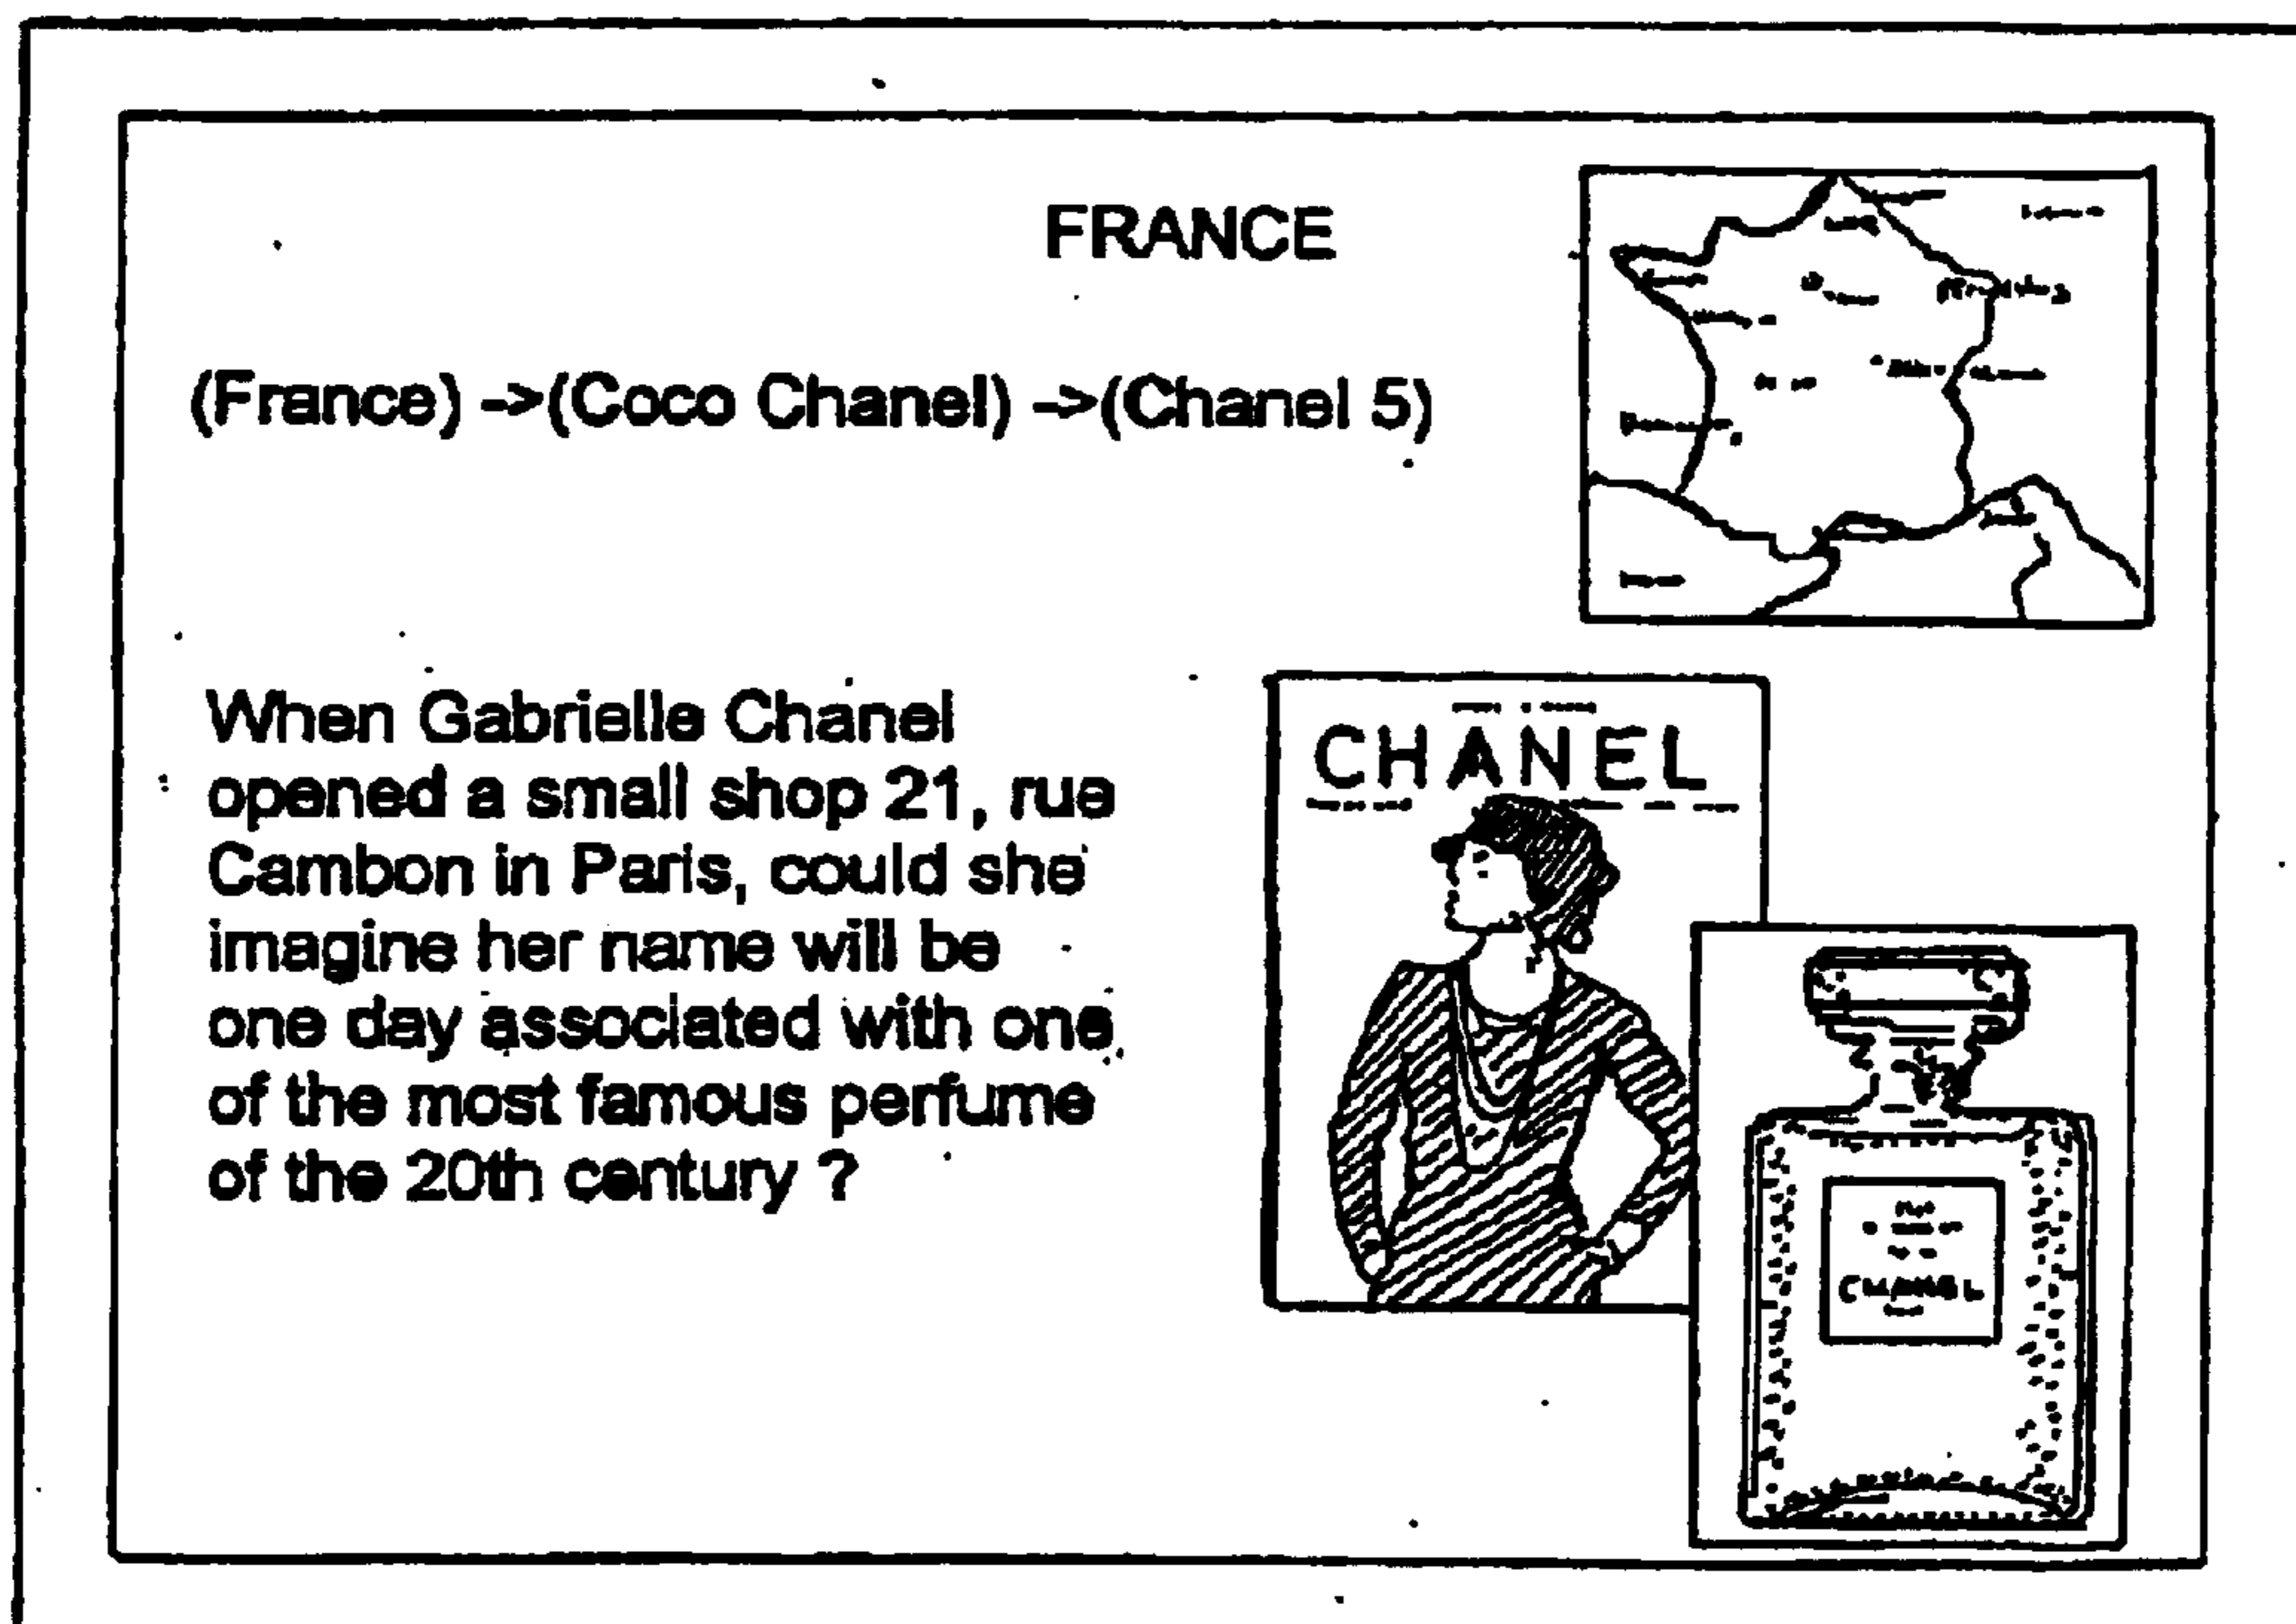 FRANCE
(France) ->(Coco Chanel) ->(Chanel 5)
When Gabrielle Chanel
opened a small shop 21, rue
Cambon in Paris, could she
imagine her name will be
one day associated with one
of the most famous perfume
of the 20th century ?
CHANEL
CHANEL